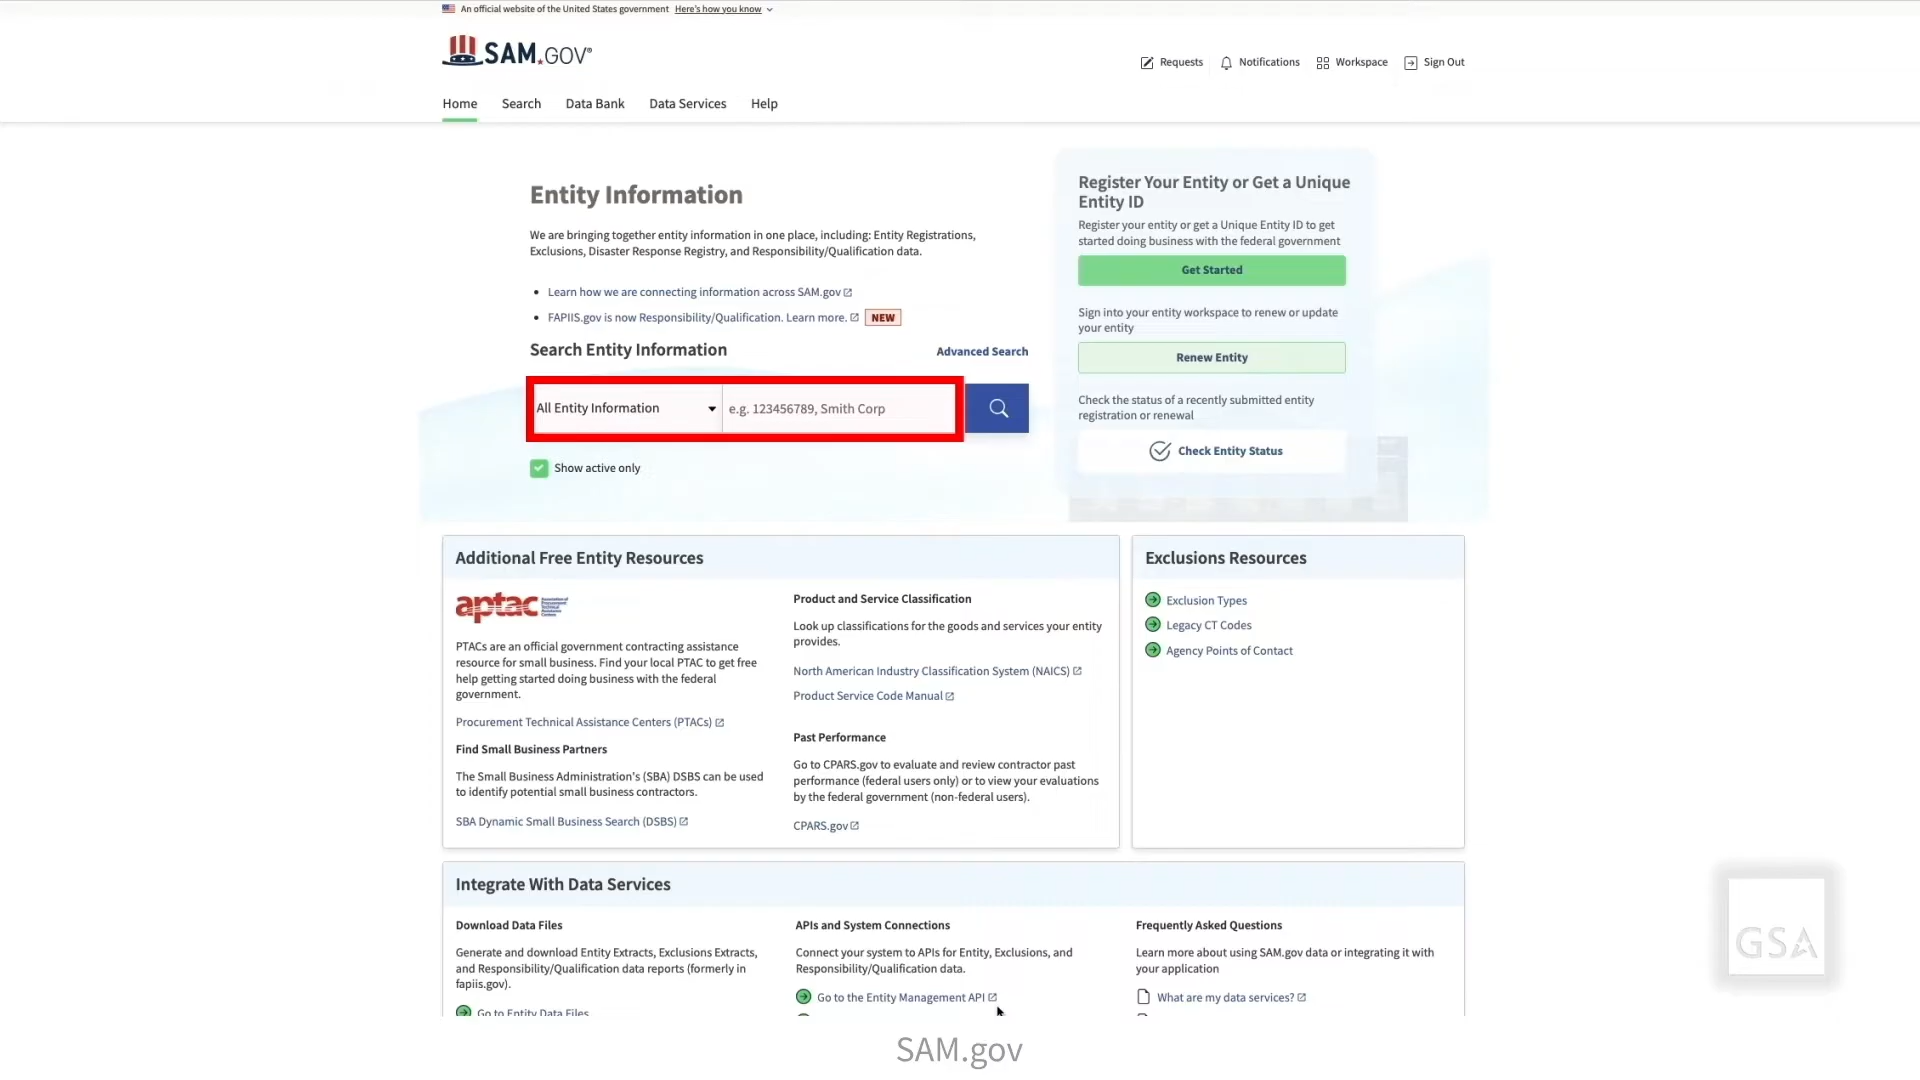 An official website of the United States government Here's how you know
SAM.GOV®
Requests Notifications Workspace Sign Out
Home Search Data Bank Data Services Help
Entity Information
We are bringing together entity information in one place, including: Entity Registrations,
Exclusions, Disaster Response Registry, and Responsibility/Qualification data.
Learn how we are connecting information across SAM.gov
FAPIIS.gov is now Responsibility/Qualification. Learn more. NEW
Search Entity Information Advanced Search
All Entity Information e.g. 123456789, Smith Corp
Show active only
Register Your Entity or Get a Unique
Entity ID
Register your entity or get a Unique Entity ID to get
started doing business with the federal government
Get Started
Sign into your entity workspace to renew or update
your entity
Renew Entity
Check the status of a recently submitted entity
registration or renewal
Check Entity Status
Additional Free Entity Resources
aptac Association of
Procurement
Technical
Assistance
Centers
PTACs are an official government contracting assistance
resource for small business. Find your local PTAC to get free
help getting started doing business with the federal
government.
Procurement Technical Assistance Centers (PTACs)
Find Small Business Partners
The Small Business Administration's (SBA) DSBS can be used
to identify potential small business contractors.
SBA Dynamic Small Business Search (DSBS)
Product and Service Classification
Look up classifications for the goods and services your entity
provides.
North American Industry Classification System (NAICS)
Product Service Code Manual
Past Performance
Go to CPARS.gov to evaluate and review contractor past
performance (federal users only) or to view your evaluations
by the federal government (non-federal users).
CPARS.gov
Exclusions Resources
Exclusion Types
Legacy CT Codes
Agency Points of Contact
Integrate With Data Services
Download Data Files
Generate and download Entity Extracts, Exclusions Extracts,
and Responsibility/Qualification data reports (formerly in
fapiis.gov).
Go to Entity Data Files
APIs and System Connections
Connect your system to APIs for Entity, Exclusions, and
Responsibility/Qualification data.
Go to the Entity Management API
Frequently Asked Questions
Learn more about using SAM.gov data or integrating it with
your application
What are my data services?
GSA
SAM.gov